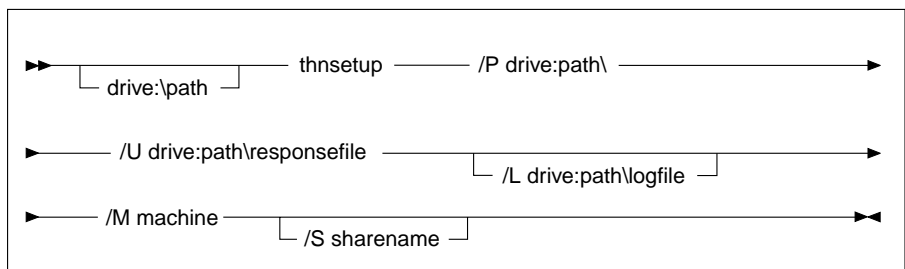 thnsetup /P drive:path\
drive:\path
/U drive:path\responsefile
/L drive:path\logfile
/M machine
/S sharename